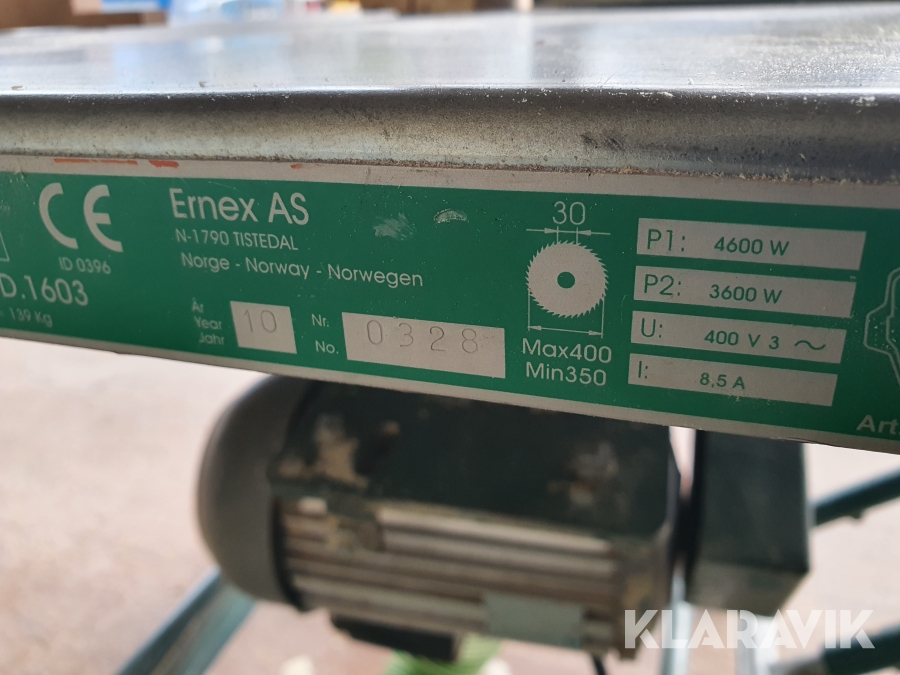 CE
ID 0396
D.1603
139 Kg
Ernex AS
N-1790 TISTEDAL
Norge - Norway - Norwegen
År
Year
Jahr
10
Nr.
No.
0328
30
Max400
Min350
P1: 4600 W
P2: 3600 W
U: 400 V 3 ~
I: 8,5 A
Art
KLARAVIK